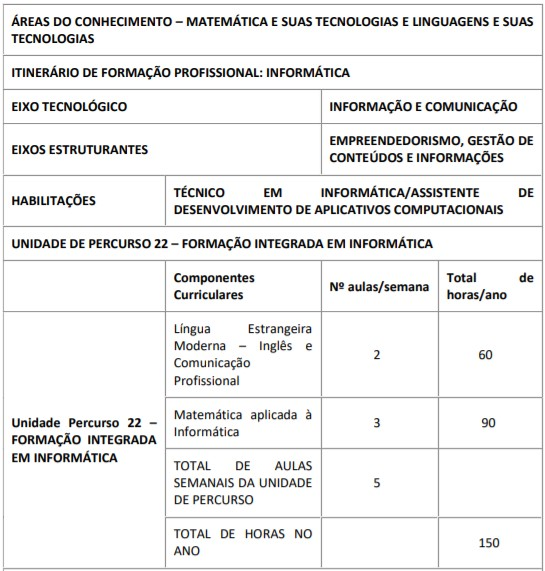 ÁREAS DO CONHECIMENTO – MATEMÁTICA E SUAS TECNOLOGIAS E LINGUAGENS E SUAS
TECNOLOGIAS
ITINERÁRIO DE FORMAÇÃO PROFISSIONAL: INFORMÁTICA
EIXO TECNOLÓGICO
INFORMAÇÃO E COMUNICAÇÃO
EIXOS ESTRUTURANTES
EMPREENDEDORISMO, GESTÃO DE
CONTEÚDOS E INFORMAÇÕES
HABILITAÇÕES
TÉCNICO EM INFORMÁTICA/ASSISTENTE DE
DESENVOLVIMENTO DE APLICATIVOS COMPUTACIONAIS
UNIDADE DE PERCURSO 22 – FORMAÇÃO INTEGRADA EM INFORMÁTICA
Componentes
Curriculares
Nº aulas/semana
Total de
horas/ano
Unidade Percurso 22 –
FORMAÇÃO INTEGRADA
EM INFORMÁTICA
Língua Estrangeira
Moderna – Inglês e
Comunicação
Profissional
2
60
Matemática aplicada à
Informática
3
90
TOTAL DE AULAS
SEMANAIS DA UNIDADE
DE PERCURSO
5
TOTAL DE HORAS NO
ANO
150